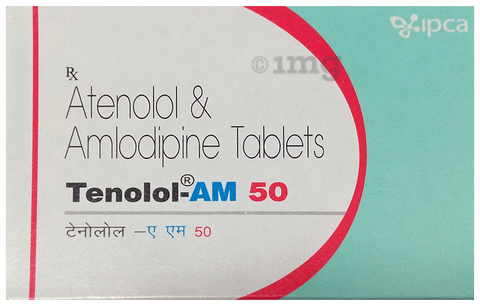 ipca
©1mg
Rx
Atenolol &
Amlodipine Tablets
Tenolol-®AM 50
टेनोलोल -ए एम 50